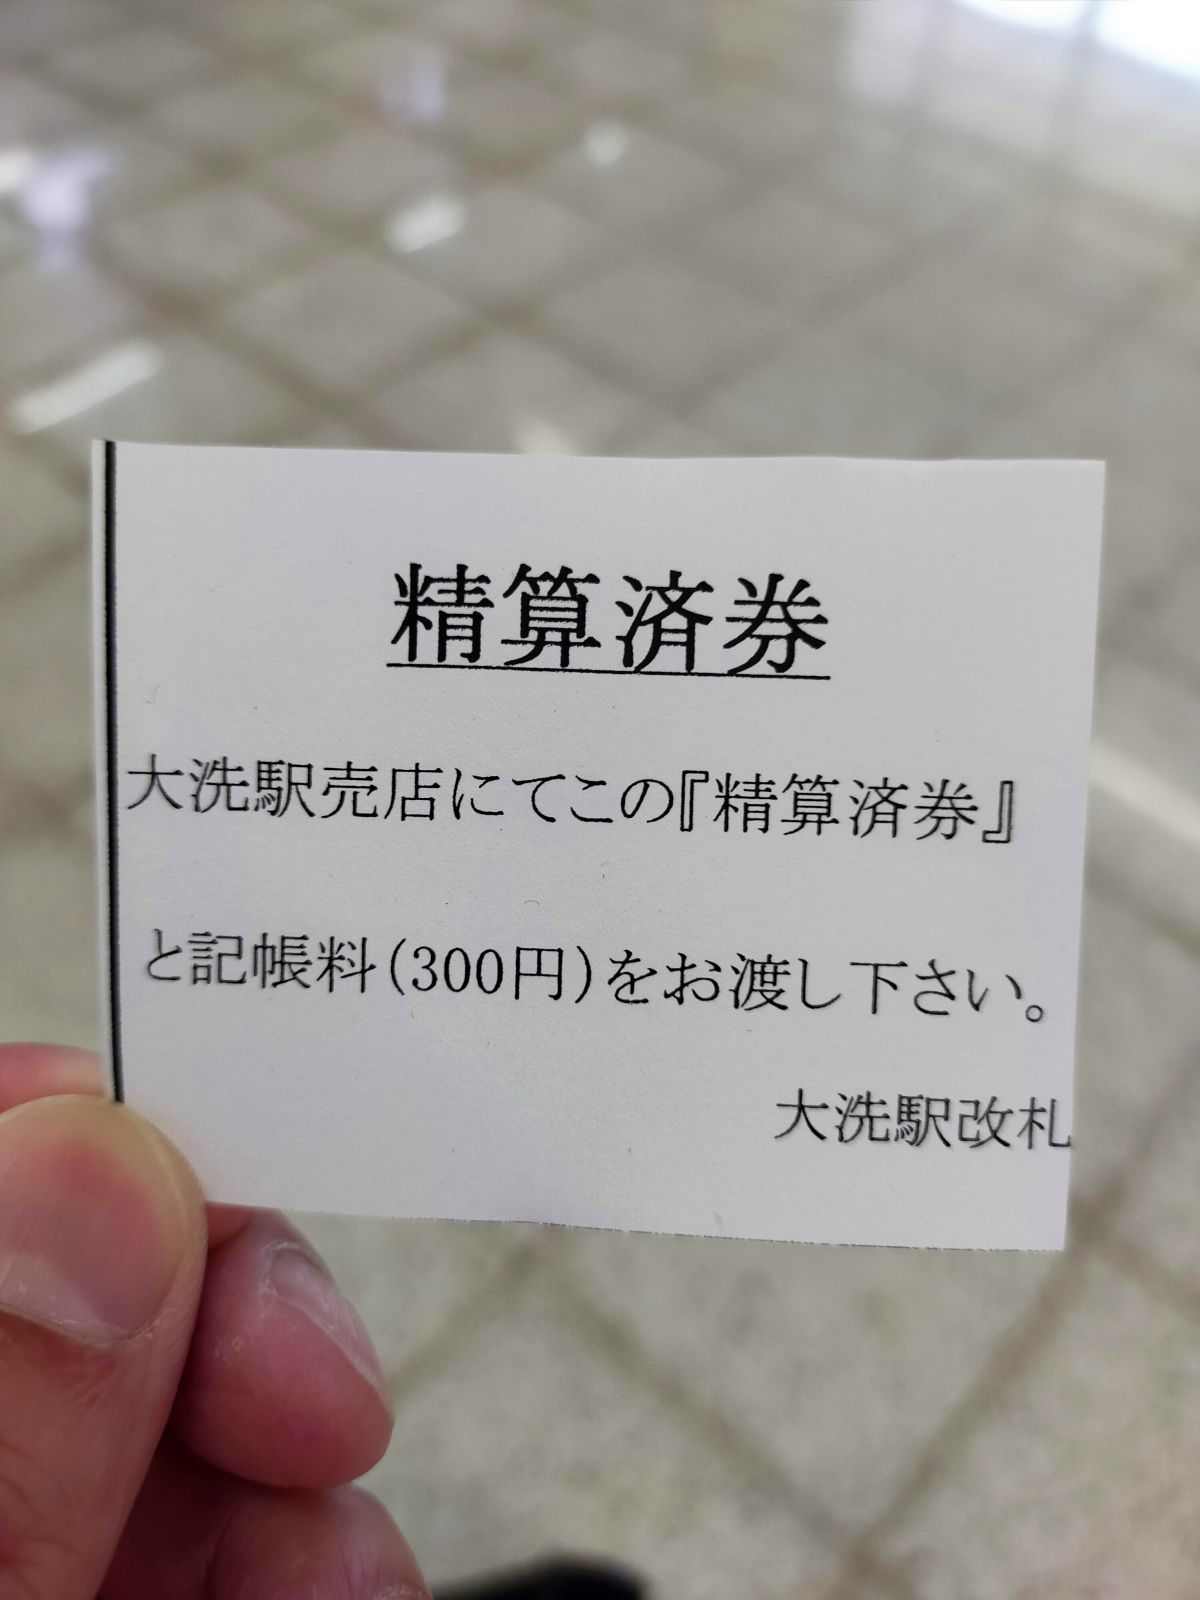 精算済券
大洗駅売店にてこの『精算済券』
と記帳料(300円)をお渡し下さい。
大洗駅改札